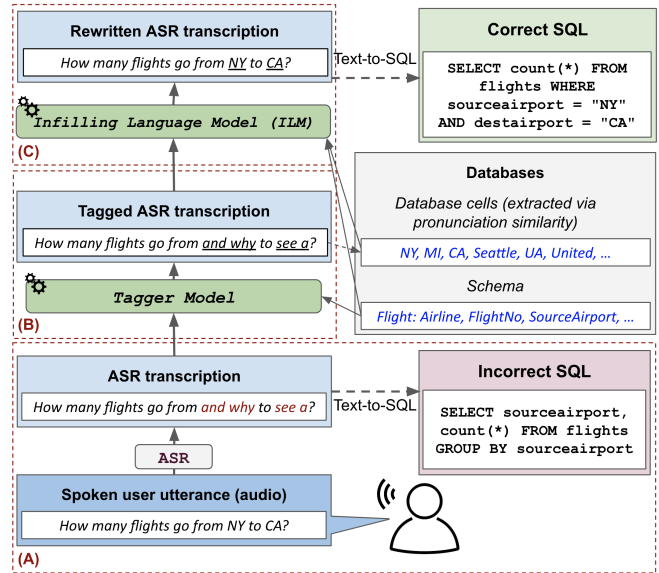 Rewritten ASR transcription
How many flights go from NY to CA?
Infilling Language Model (ILM)
(C)
Text-to-SQL
Correct SQL
SELECT count(*) FROM
flights WHERE
sourceairport = "NY"
AND destairport = "CA"
Tagged ASR transcription
How many flights go from and why to see a?
Tagger Model
(B)
Databases
Database cells (extracted via
pronunciation similarity)
NY, MI, CA, Seattle, UA, United, ...
Schema
Flight: Airline, FlightNo, SourceAirport, ...
ASR transcription
How many flights go from and why to see a?
Text-to-SQL
Incorrect SQL
SELECT sourceairport,
count(*) FROM flights
GROUP BY sourceairport
ASR
Spoken user utterance (audio)
How many flights go from NY to CA?
(A)